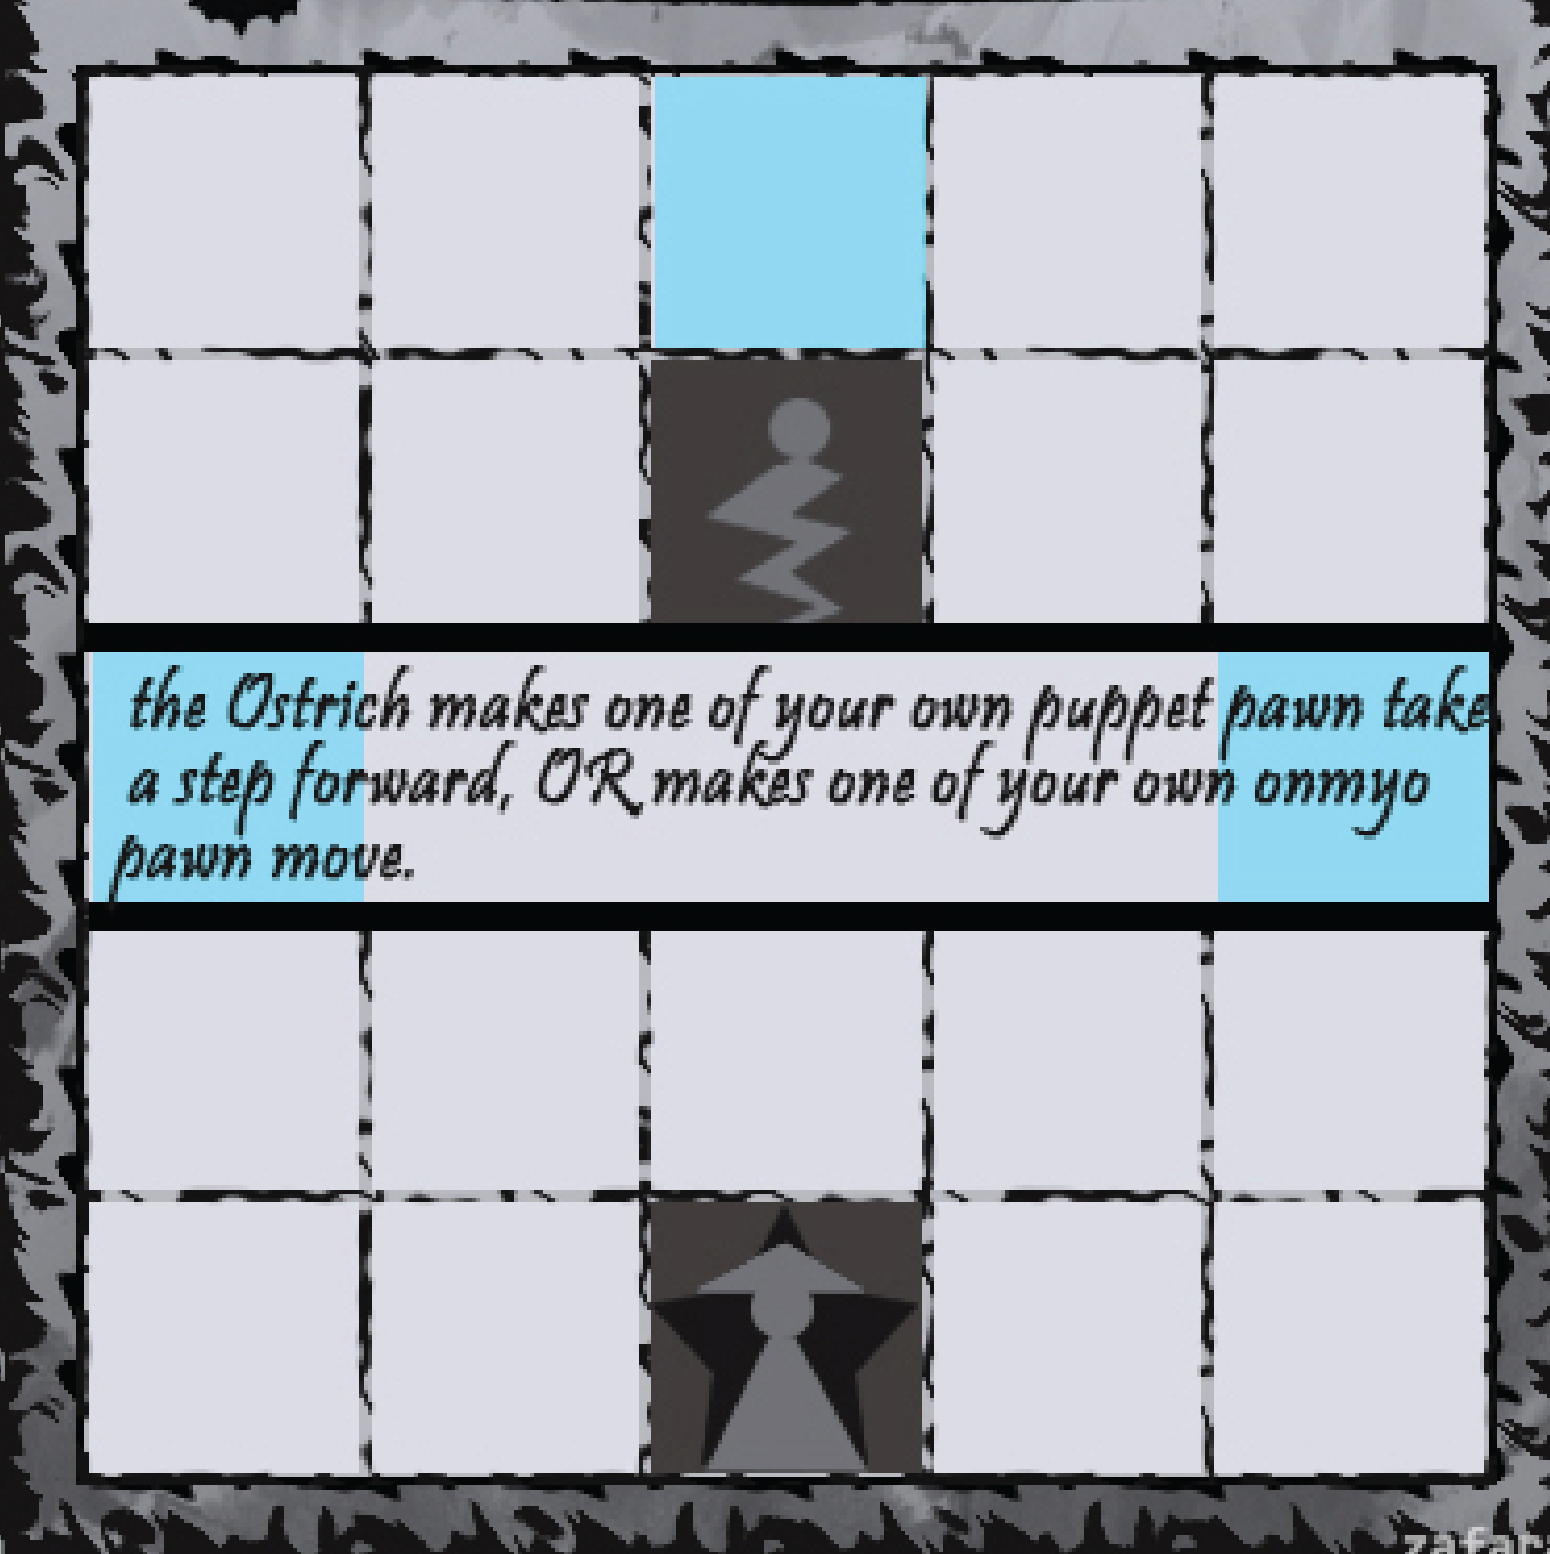 the Ostrich makes one of your own puppet pawn take
a step forward, OR makes one of your own onmyo
pawn move.